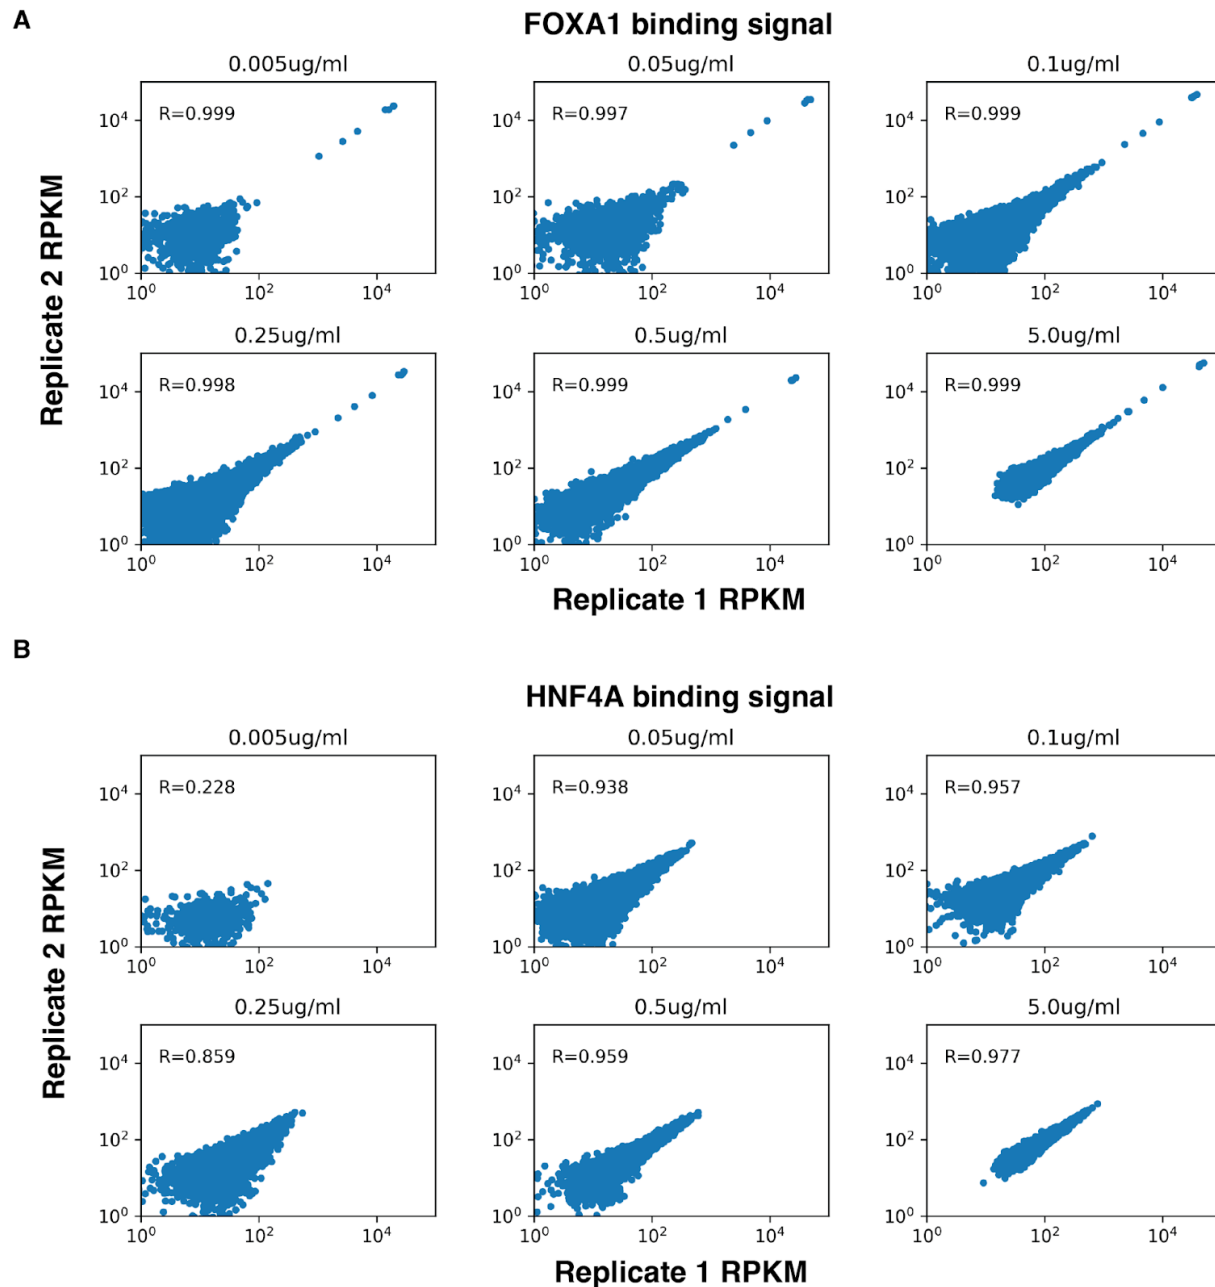 A
FOXA1 binding signal
0.005ug/ml
0.05ug/ml
0.1ug/ml
R=0.999
R=0.997
R=0.999
10^4
10^2
10^0
10^4
10^2
10^0
10^4
10^2
10^0
10^0 10^2 10^4
10^0 10^2 10^4
10^0 10^2 10^4
Replicate 2 RPKM
0.25ug/ml
0.5ug/ml
5.0ug/ml
R=0.998
R=0.999
R=0.999
10^4
10^2
10^0
10^4
10^2
10^0
10^4
10^2
10^0
10^0 10^2 10^4
10^0 10^2 10^4
10^0 10^2 10^4
Replicate 1 RPKM
B
HNF4A binding signal
0.005ug/ml
0.05ug/ml
0.1ug/ml
R=0.228
R=0.938
R=0.957
10^4
10^2
10^0
10^4
10^2
10^0
10^4
10^2
10^0
10^0 10^2 10^4
10^0 10^2 10^4
10^0 10^2 10^4
Replicate 2 RPKM
0.25ug/ml
0.5ug/ml
5.0ug/ml
R=0.859
R=0.959
R=0.977
10^4
10^2
10^0
10^4
10^2
10^0
10^4
10^2
10^0
10^0 10^2 10^4
10^0 10^2 10^4
10^0 10^2 10^4
Replicate 1 RPKM